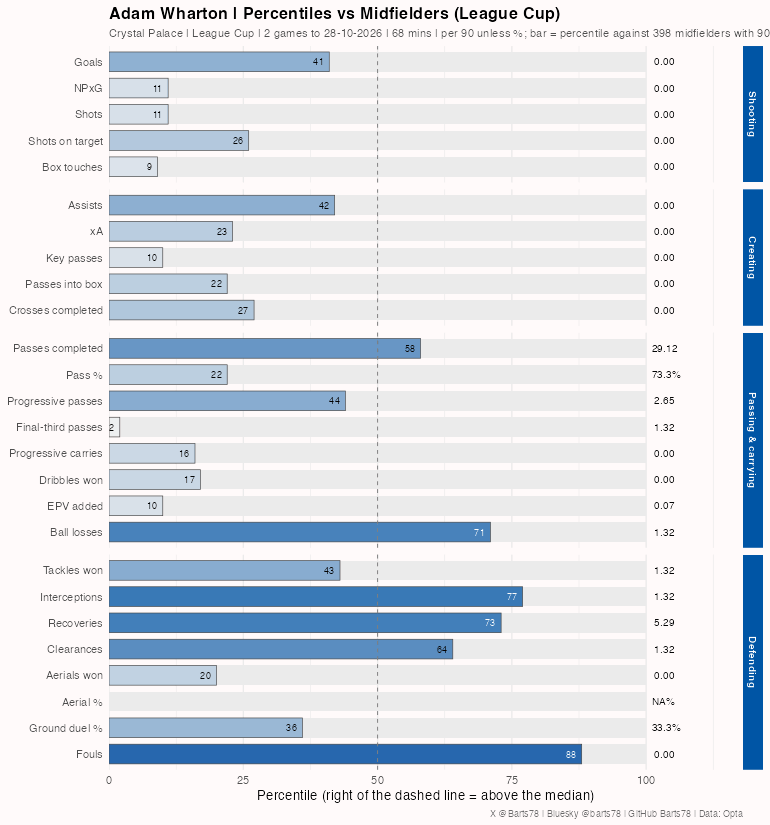 Adam Wharton | Percentiles vs Midfielders (League Cup)
Crystal Palace | League Cup | 2 games to 28-10-2026 | 68 mins | per 90 unless %; bar = percentile against 398 midfielders with 90
Shooting
Goals 41 0.00
NPxG 11 0.00
Shots 11 0.00
Shots on target 26 0.00
Box touches 9 0.00
Creating
Assists 42 0.00
xA 23 0.00
Key passes 10 0.00
Passes into box 22 0.00
Crosses completed 27 0.00
Passing & carrying
Passes completed 58 29.12
Pass % 22 73.3%
Progressive passes 44 2.65
Final-third passes 2 1.32
Progressive carries 16 0.00
Dribbles won 17 0.00
EPV added 10 0.07
Ball losses 71 1.32
Defending
Tackles won 43 1.32
Interceptions 77 1.32
Recoveries 73 5.29
Clearances 64 1.32
Aerials won 20 0.00
Aerial % NA%
Ground duel % 36 33.3%
Fouls 88 0.00
0 25 50 75 100
Percentile (right of the dashed line = above the median)
X @Barts78 | Bluesky @barts78 | GitHub Barts78 | Data: Opta